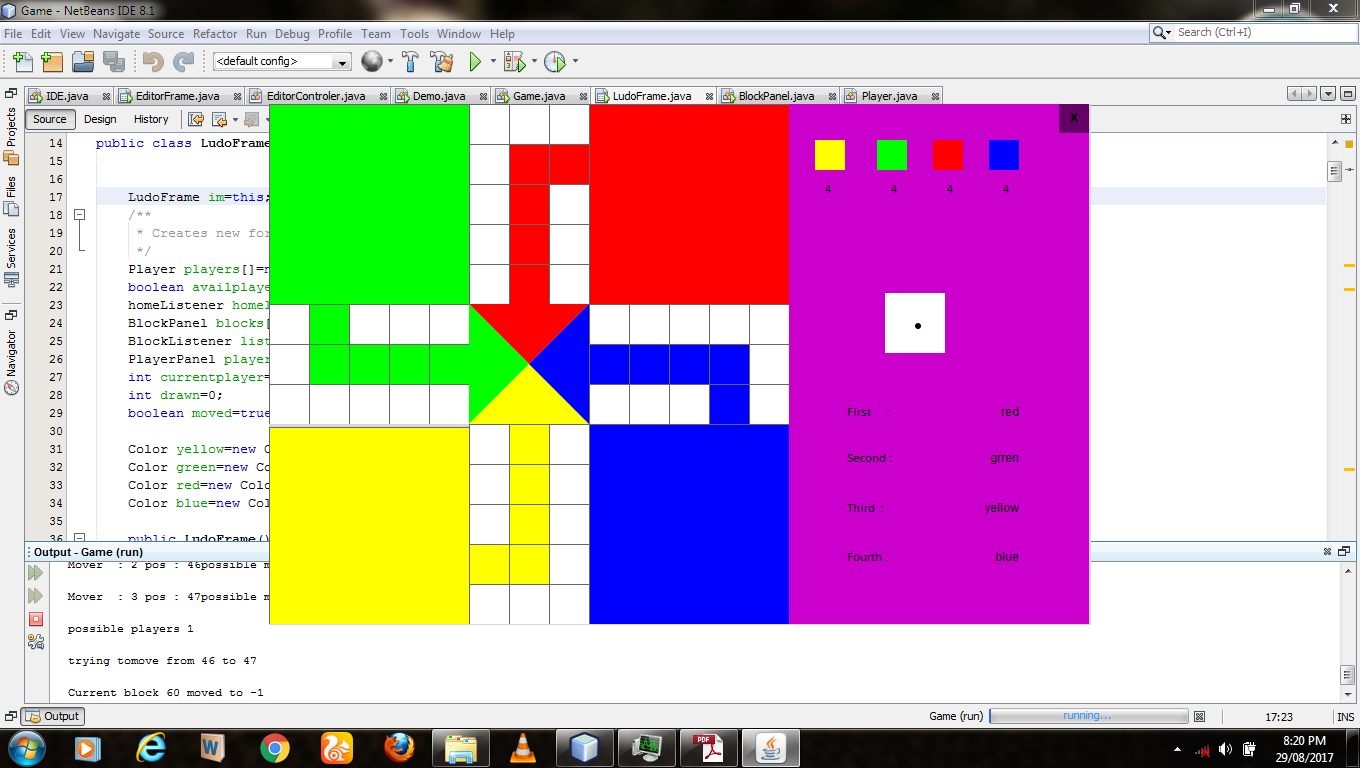 Game - NetBeans IDE 8.1
File Edit View Navigate Source Refactor Run Debug Profile Team Tools Window Help
Search (Ctrl+I)
<default config>
IDE.java EditorFrame.java EditorControler.java Demo.java Game.java LudoFrame.java BlockPanel.java Player.java
Source Design History
Projects
Files
Services
Navigator
14 public class LudoFrame
15
16
17 LudoFrame im=this;
18 /**
19 * Creates new for
20 */
21 Player players[]=n
22 boolean availplaye
23 homeListener homel
24 BlockPanel blocks[
25 BlockListener list
26 PlayerPanel player
27 int currentplayer=
28 int drawn=0;
29 boolean moved=true
30
31 Color yellow=new C
32 Color green=new Co
33 Color red=new Colo
34 Color blue=new Col
35
36 public LudoFrame()
X
4 4 4 4
First : red
Second : grren
Third : yellow
Fourth : blue
Output - Game (run)
Mover : 2 pos : 46possible m
Mover : 3 pos : 47possible m
possible players 1
trying tomove from 46 to 47
Current block 60 moved to -1
Output
Game (run) running... 17:23 INS
8:20 PM
29/08/2017